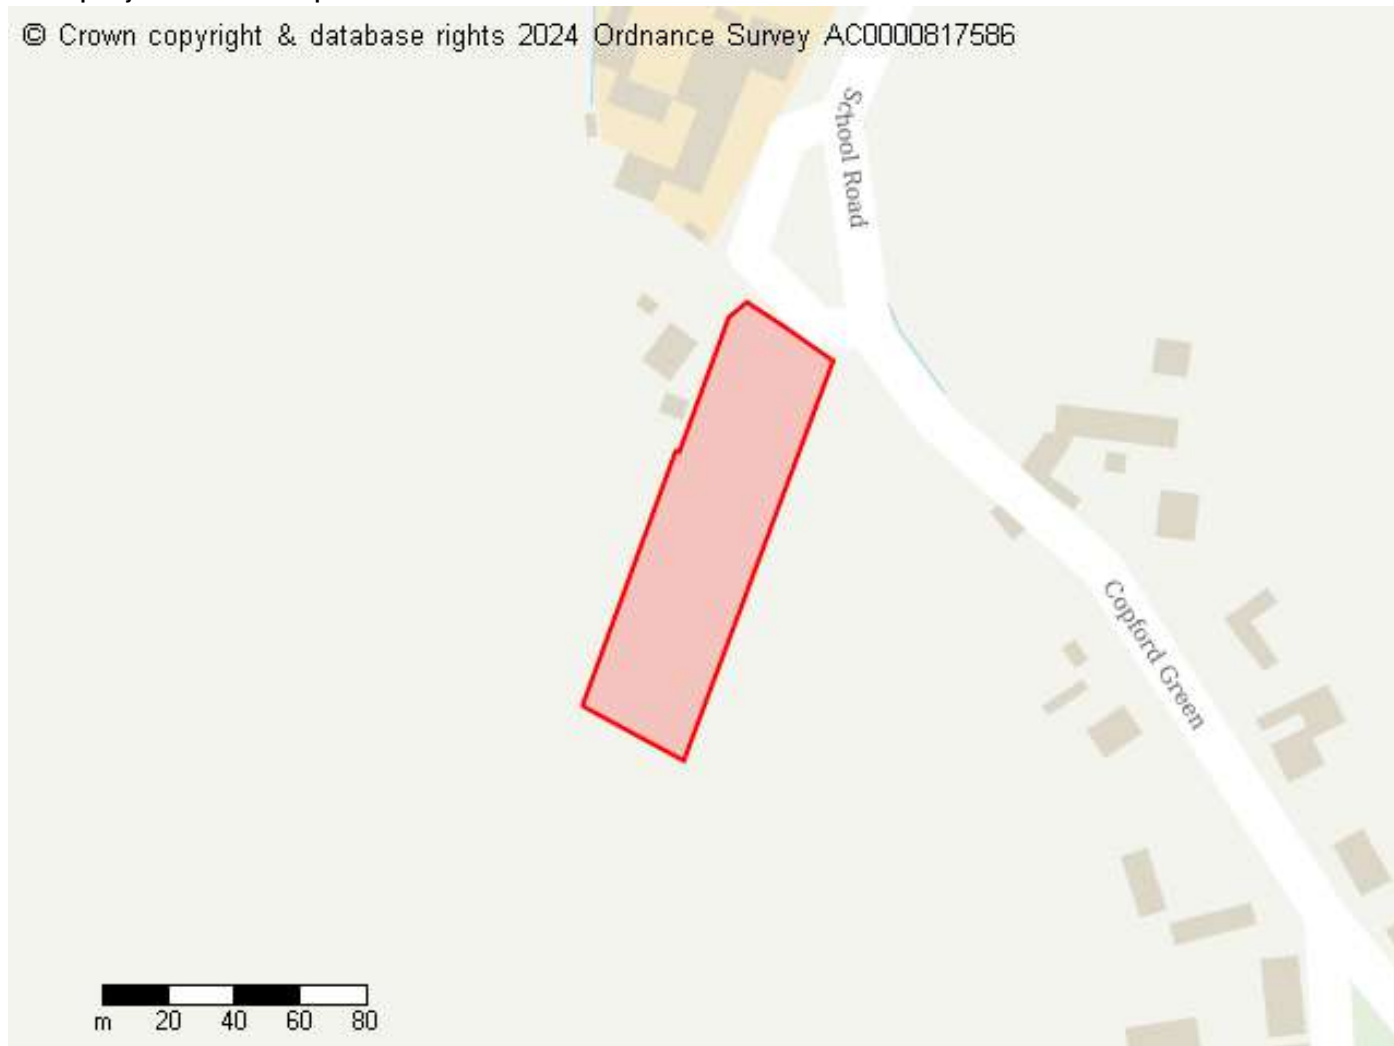 © Crown copyright & database rights 2024 Ordnance Survey AC0000817586
School Road
Copford Green
m 20 40 60 80